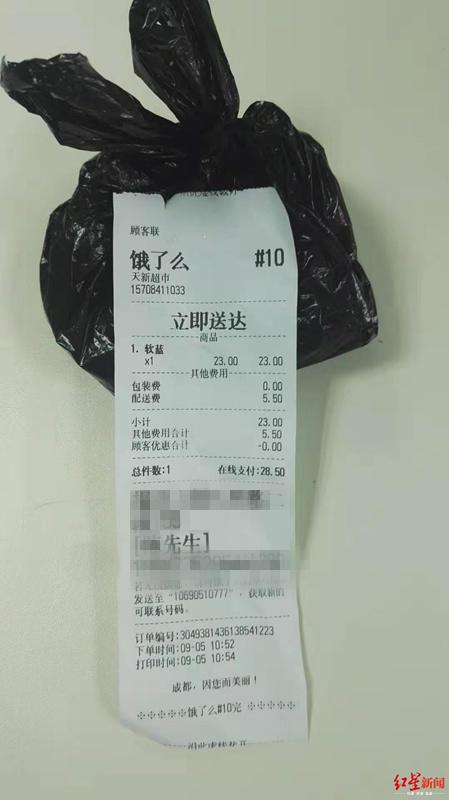 顾客联
饿了么 #10
天新超市
15708411033
立即送达
商品
1. 软蓝
x1 23.00 23.00
其他费用
包装费 0.00
配送费 5.50
小计 23.00
其他费用合计 5.50
顾客优惠合计 -0.00
总件数:1 在线支付:28.50
先生]
发送至"10690510777", 获取新的
可联系号码。
订单编号:3049381436138541223
下单时间:09-05 10:52
打印时间:09-05 10:54
成都, 因您而美丽!
※※※※※饿了么#10完 ※※※※※
沿此虚线剪开
红星新闻